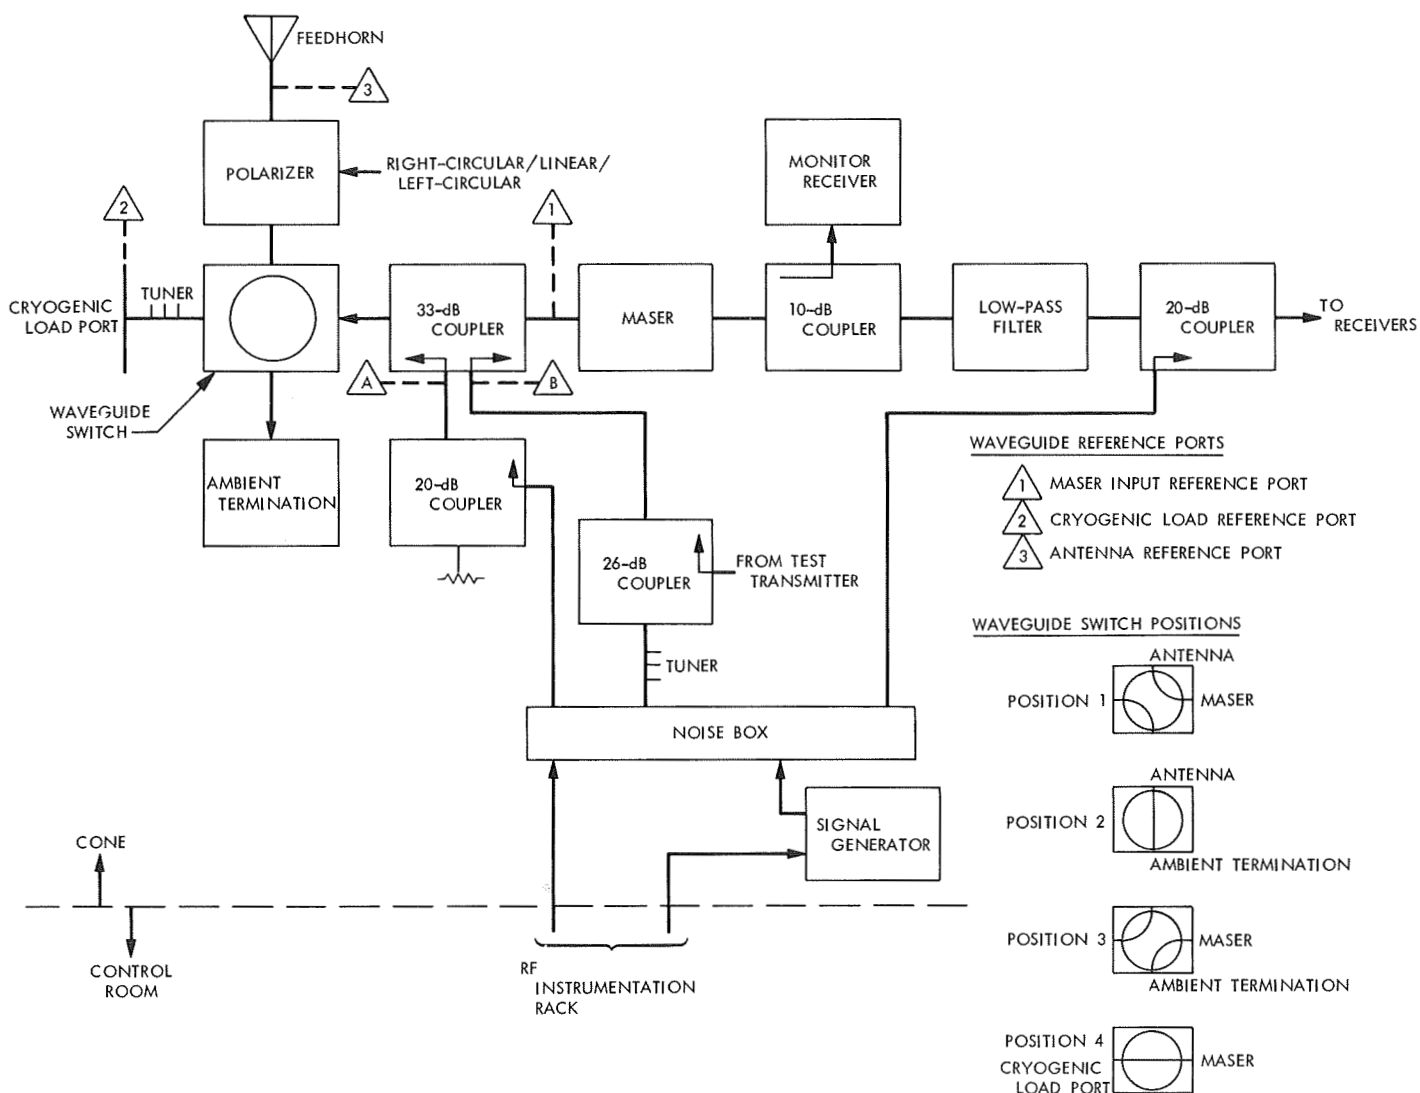 FEEDHORN
3
POLARIZER
RIGHT-CIRCULAR/LINEAR/
LEFT-CIRCULAR
MONITOR
RECEIVER
2
1
CRYOGENIC
LOAD PORT
TUNER
33-dB
COUPLER
MASER
10-dB
COUPLER
LOW-PASS
FILTER
20-dB
COUPLER
TO
RECEIVERS
A
B
WAVEGUIDE
SWITCH
AMBIENT
TERMINATION
20-dB
COUPLER
26-dB
COUPLER
FROM TEST
TRANSMITTER
TUNER
NOISE BOX
SIGNAL
GENERATOR
CONE
CONTROL
ROOM
RF
INSTRUMENTATION
RACK
WAVEGUIDE REFERENCE PORTS
1 MASER INPUT REFERENCE PORT
2 CRYOGENIC LOAD REFERENCE PORT
3 ANTENNA REFERENCE PORT
WAVEGUIDE SWITCH POSITIONS
ANTENNA
POSITION 1 MASER
ANTENNA
POSITION 2
AMBIENT TERMINATION
POSITION 3 MASER
AMBIENT TERMINATION
POSITION 4
CRYOGENIC
LOAD PORT
MASER